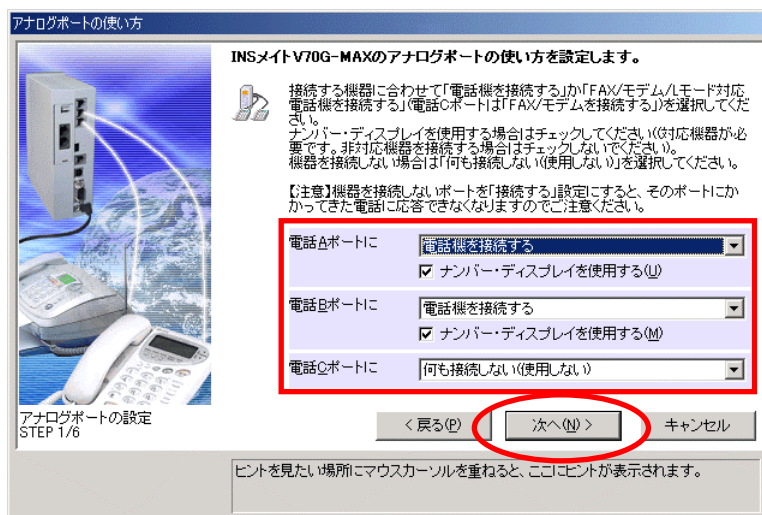 アナログポートの使い方
INSメイトV70G-MAXのアナログポートの使い方を設定します。
接続する機器に合わせて「電話機を接続する」か「FAX/モデム/Lモード対応
電話機を接続する」(電話Cポートは「FAX/モデムを接続する」)を選択してくだ
さい。
ナンバー・ディスプレイを使用する場合はチェックしてください((対応機器が必
要です。非対応機器を接続する場合はチェックしないでください)。
機器を接続しない場合は「何も接続しない(使用しない)」を選択してください。
【注意】機器を接続しないポートを「接続する」設定にすると、そのポートにか
かってきた電話に応答できなくなりますのでご注意ください。
電話Aポートに 電話機を接続する
ナンバー・ディスプレイを使用する(U)
電話Bポートに 電話機を接続する
ナンバー・ディスプレイを使用する(M)
電話Cポートに 何も接続しない(使用しない)
アナログポートの設定
STEP 1/6
< 戻る(P) 次へ(N) > キャンセル
ヒントを見たい場所にマウスカーソルを重ねると、ここにヒントが表示されます。